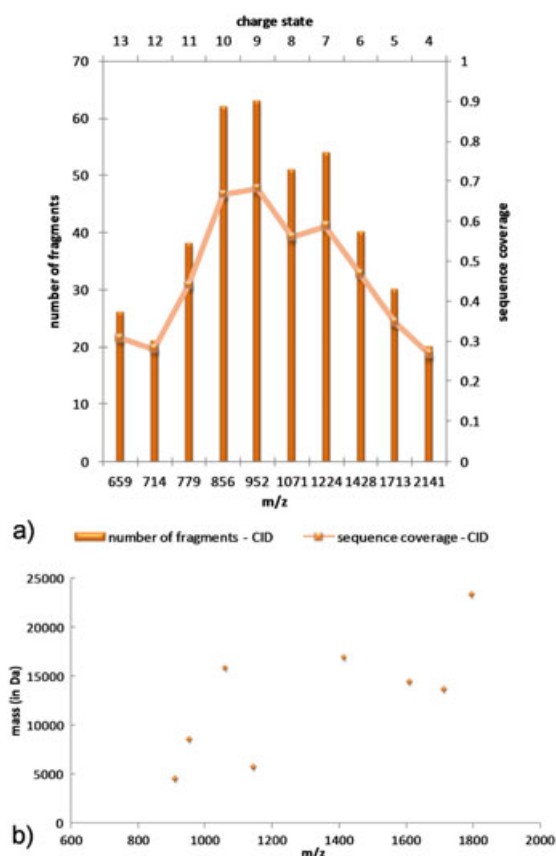 charge state
13 12 11 10 9 8 7 6 5 4
70 1
60 0.9
0.8
50 0.7
40 0.6
0.5
30 0.4
20 0.3
0.2
10 0.1
0 0
number of fragments
sequence coverage
659 714 779 856 952 1071 1224 1428 1713 2141
m/z
a)
number of fragments - CID sequence coverage - CID
25000
20000
15000
10000
5000
0
mass (in Da)
600 800 1000 1200 1400 1600 1800 2000
m/z
b)